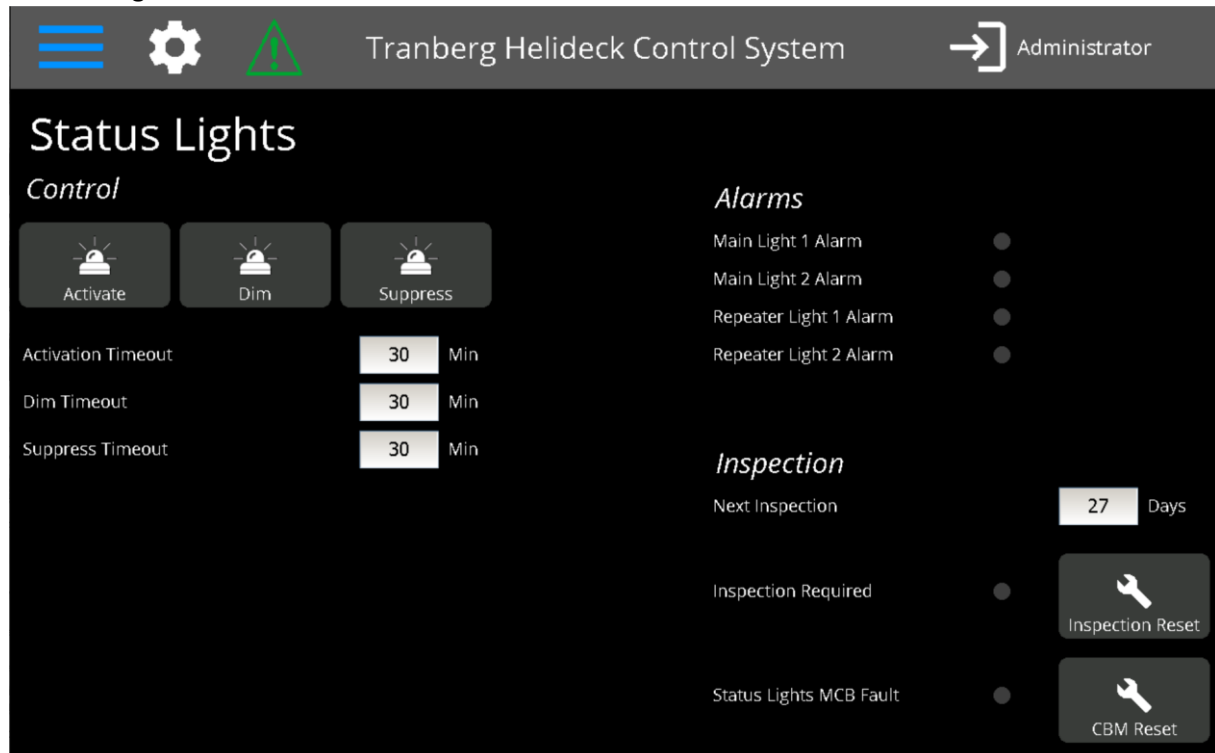 Tranberg Helideck Control System
Administrator
Status Lights
Control
Activate
Dim
Suppress
Activation Timeout 30 Min
Dim Timeout 30 Min
Suppress Timeout 30 Min
Alarms
Main Light 1 Alarm
Main Light 2 Alarm
Repeater Light 1 Alarm
Repeater Light 2 Alarm
Inspection
Next Inspection 27 Days
Inspection Required
Inspection Reset
Status Lights MCB Fault
CBM Reset